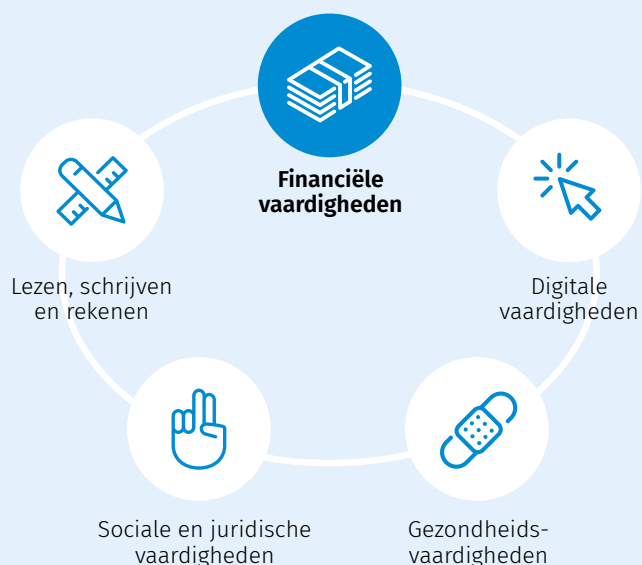 Financiële
vaardigheden
Lezen, schrijven
en rekenen
Digitale
vaardigheden
Sociale en juridische
vaardigheden
Gezondheids-
vaardigheden